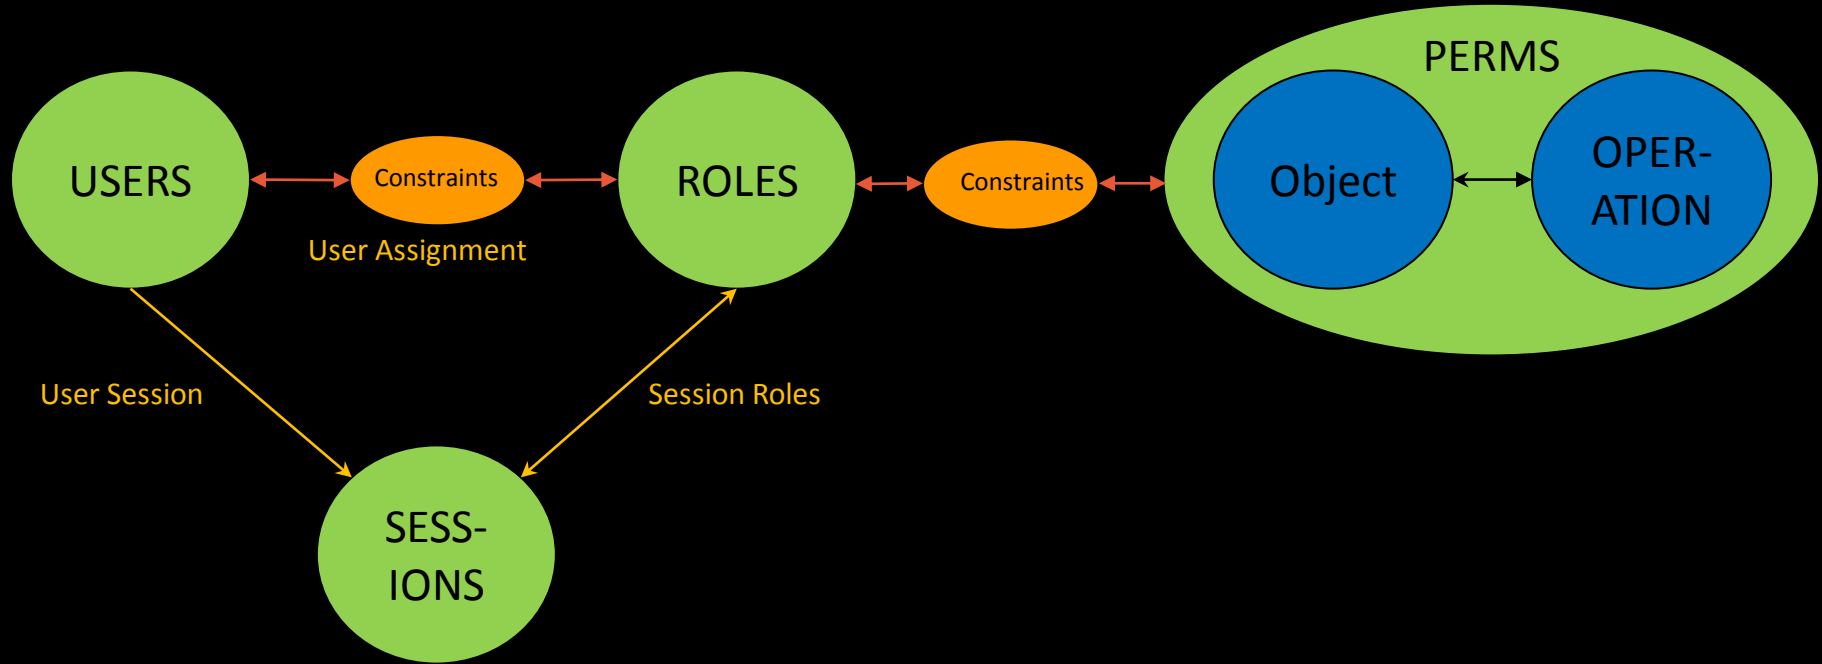 PERMS
USERS
Constraints
ROLES
Constraints
Object
OPER-
ATION
User Assignment
User Session
Session Roles
SESS-
IONS